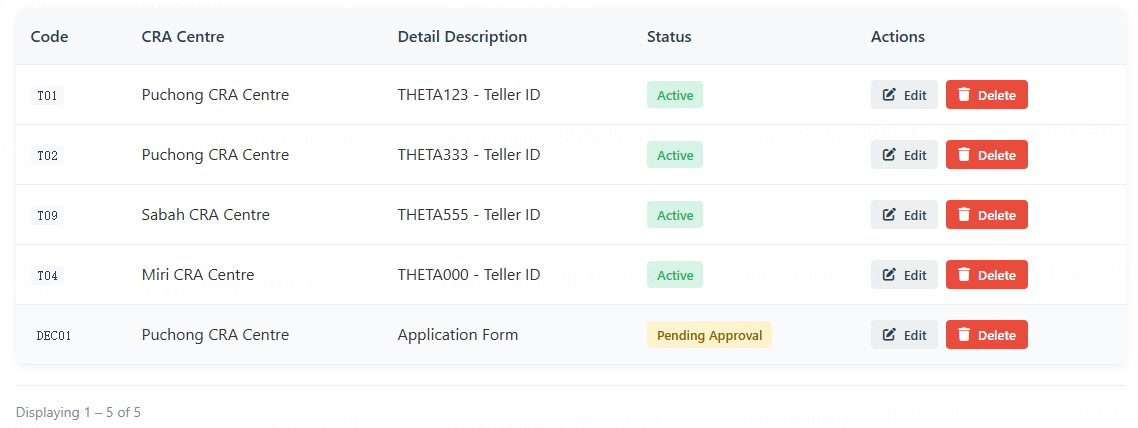 Code CRA Centre Detail Description Status Actions
T01 Puchong CRA Centre THETA123 - Teller ID Active Edit Delete
T02 Puchong CRA Centre THETA333 - Teller ID Active Edit Delete
T09 Sabah CRA Centre THETA555 - Teller ID Active Edit Delete
T04 Miri CRA Centre THETA000 - Teller ID Active Edit Delete
DEC01 Puchong CRA Centre Application Form Pending Approval Edit Delete
Displaying 1 – 5 of 5